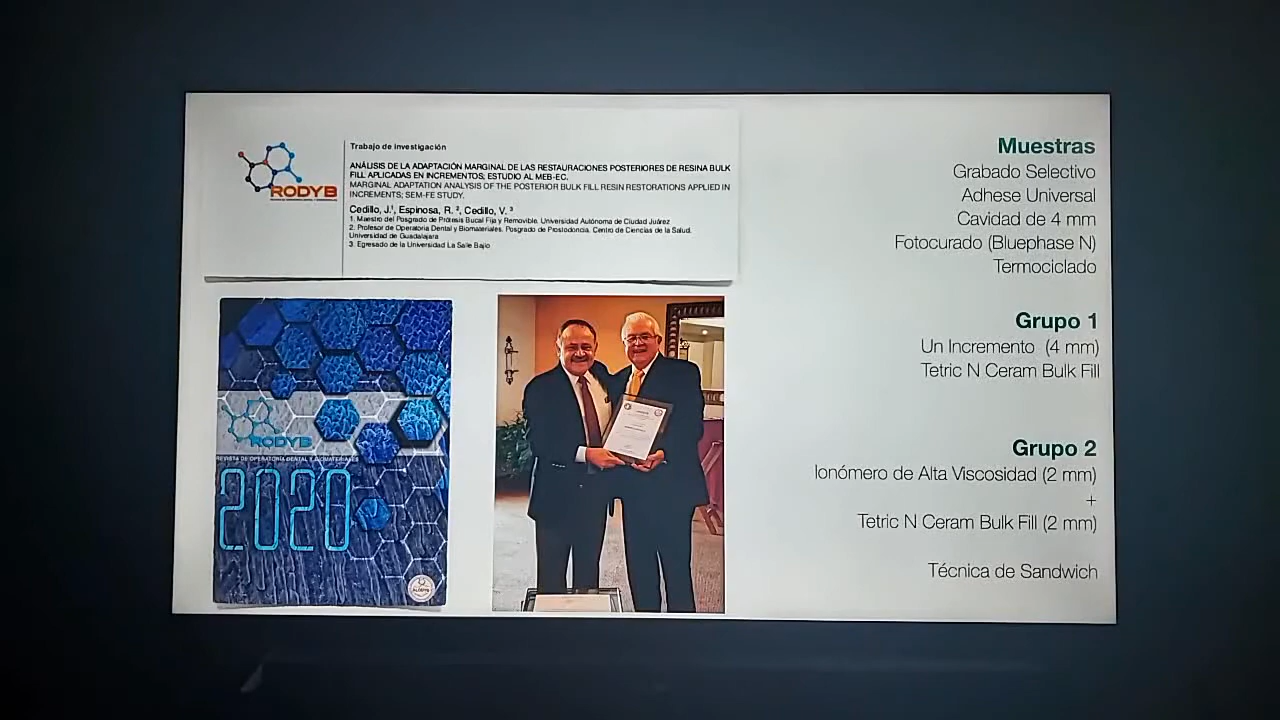 RODYB
Trabajo de investigación
ANÁLISIS DE LA ADAPTACIÓN MARGINAL DE LAS RESTAURACIONES POSTERIORES DE RESINA BULK
FILL APLICADAS EN INCREMENTOS; ESTUDIO AL MEB-EC.
MARGINAL ADAPTATION ANALYSIS OF THE POSTERIOR BULK FILL RESIN RESTORATIONS APPLIED IN
INCREMENTS; SEM-FE STUDY.
Cedillo, J.¹, Espinosa, R. ², Cedillo, V. ³
1. Maestro del Posgrado de Prótesis Bucal Fija y Removible. Universidad Autónoma de Ciudad Juárez
2. Profesor de Operatoria Dental y Biomateriales. Posgrado de Prostodoncia. Centro de Ciencias de la Salud.
Universidad de Guadalajara
3. Egresado de la Universidad La Salle Bajío
RODYB
REVISTA DE OPERATORIA DENTAL Y BIOMATERIALES
2020
Muestras
Grabado Selectivo
Adhese Universal
Cavidad de 4 mm
Fotocurado (Bluephase N)
Termociclado
Grupo 1
Un Incremento (4 mm)
Tetric N Ceram Bulk Fill
Grupo 2
Ionómero de Alta Viscosidad (2 mm)
+
Tetric N Ceram Bulk Fill (2 mm)
Técnica de Sandwich